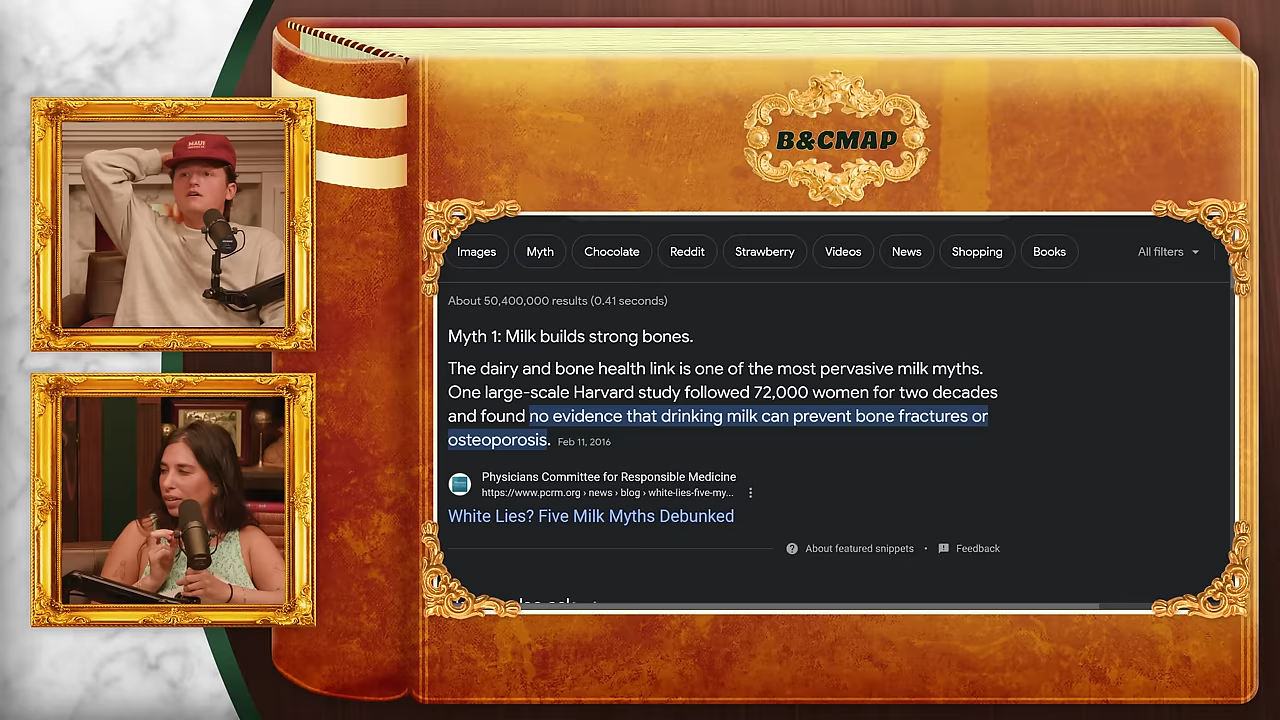 B&CMAP
MAUI
Images Myth Chocolate Reddit Strawberry Videos News Shopping Books All filters
About 50,400,000 results (0.41 seconds)
Myth 1: Milk builds strong bones.
The dairy and bone health link is one of the most pervasive milk myths.
One large-scale Harvard study followed 72,000 women for two decades
and found no evidence that drinking milk can prevent bone fractures or
osteoporosis. Feb 11, 2016
Physicians Committee for Responsible Medicine
https://www.pcrm.org › news › blog › white-lies-five-my...
White Lies? Five Milk Myths Debunked
About featured snippets • Feedback